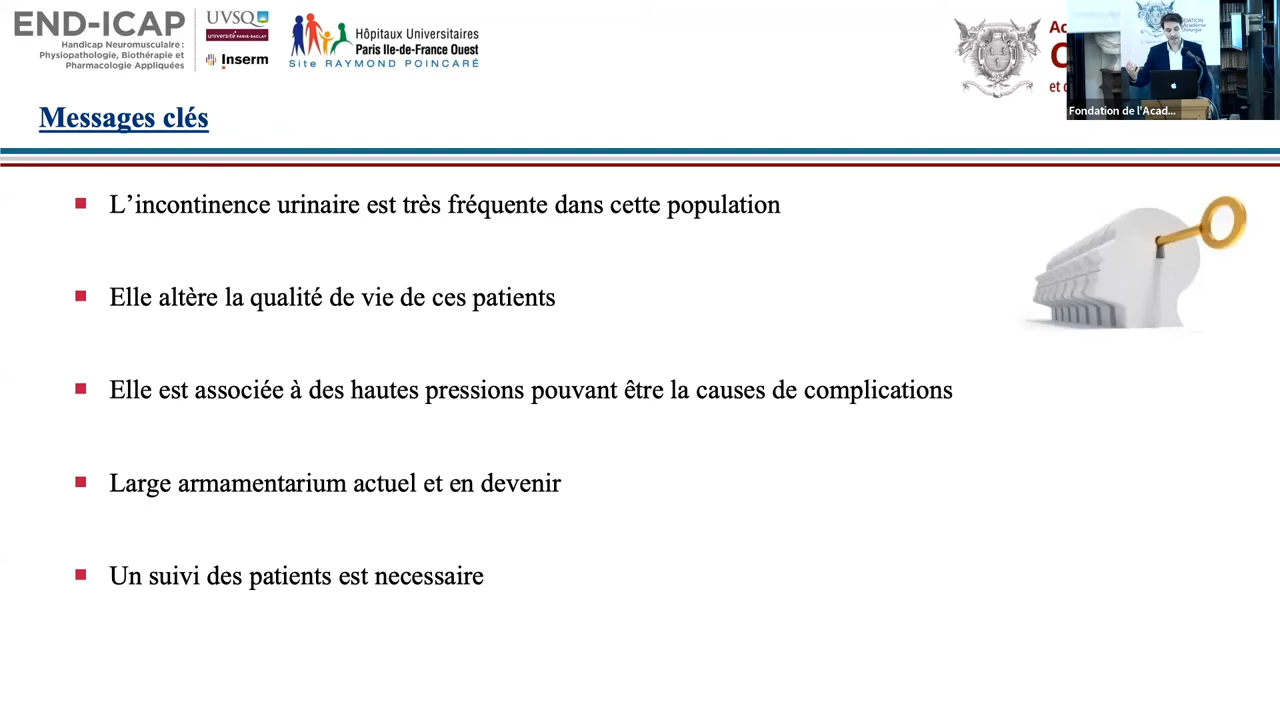 END-ICAP
Handicap Neuromusculaire :
Physiopathologie, Biothérapie et
Pharmacologie Appliquées
UVSQ
université PARIS-SACLAY
Inserm
Hôpitaux Universitaires
Paris Ile-de-France Ouest
Site RAYMOND POINCARÉ
Fondation de l'Acad...
Messages clés
L'incontinence urinaire est très fréquente dans cette population
Elle altère la qualité de vie de ces patients
Elle est associée à des hautes pressions pouvant être la causes de complications
Large armamentarium actuel et en devenir
Un suivi des patients est necessaire